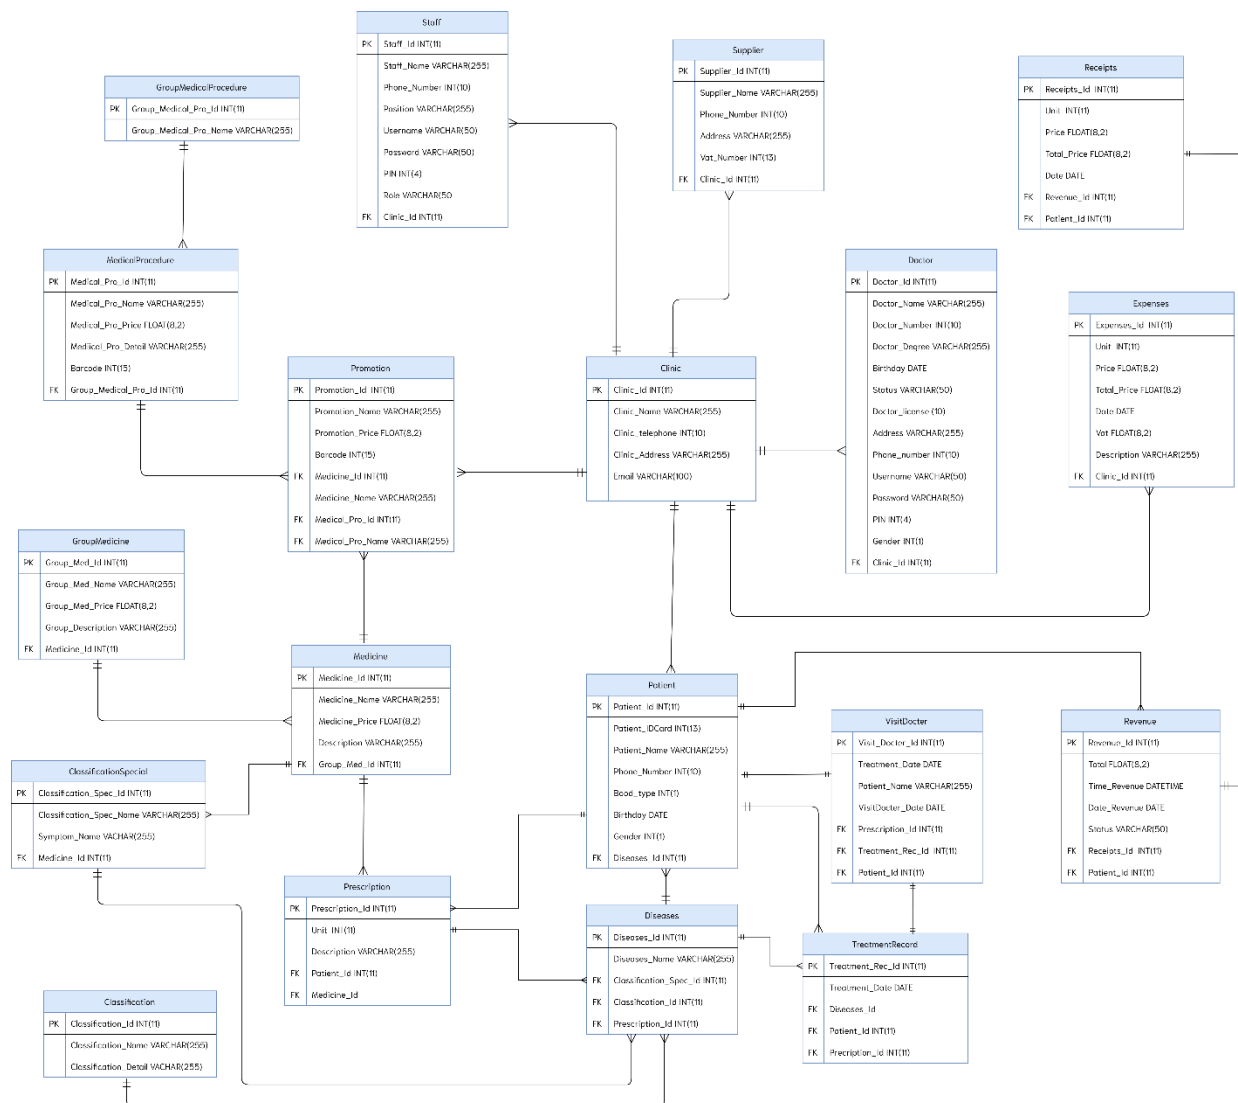 Staff
PK Staff_Id INT(11)
Staff_Name VARCHAR(255)
Phone_Number INT(10)
Position VARCHAR(255)
Username VARCHAR(50)
Password VARCHAR(50)
PIN INT(4)
Role VARCHAR(50
FK Clinic_Id INT(11)
Supplier
PK Supplier_Id INT(11)
Supplier_Name VARCHAR(255)
Phone_Number INT(10)
Address VARCHAR(255)
Vat_Number INT(13)
FK Clinic_Id INT(11)
Receipts
PK Receipts_Id INT(11)
Unit INT(11)
Price FLOAT(8,2)
Total_Price FLOAT(8,2)
Date DATE
FK Revenue_Id INT(11)
FK Patient_Id INT(11)
GroupMedicalProcedure
PK Group_Medical_Pro_Id INT(11)
Group_Medical_Pro_Name VARCHAR(255)
MedicalProcedure
PK Medical_Pro_Id INT(11)
Medical_Pro_Name VARCHAR(255)
Medical_Pro_Price FLOAT(8,2)
Mediical_Pro_Detail VARCHAR(255)
Barcode INT(15)
FK Group_Medical_Pro_Id INT(11)
Doctor
PK Doctor_Id INT(11)
Doctor_Name VARCHAR(255)
Doctor_Number INT(10)
Doctor_Degree VARCHAR(255)
Birthday DATE
Status VARCHAR(50)
Doctor_license (10)
Address VARCHAR(255)
Phone_number INT(10)
Username VARCHAR(50)
Password VARCHAR(50)
PIN INT(4)
Gender INT(1)
FK Clinic_Id INT(11)
Expenses
PK Expenses_Id INT(11)
Unit INT(11)
Price FLOAT(8,2)
Total_Price FLOAT(8,2)
Date DATE
Vat FLOAT(8,2)
Description VARCHAR(255)
FK Clinic_Id INT(11)
Promotion
PK Promotion_Id INT(11)
Promotion_Name VARCHAR(255)
Promotion_Price FLOAT(8,2)
Barcode INT(15)
FK Medicine_Id INT(11)
Medicine_Name VARCHAR(255)
FK Medical_Pro_Id INT(11)
FK Medical_Pro_Name VARCHAR(255)
Clinic
PK Clinic_Id INT(11)
Clinic_Name VARCHAR(255)
Clinic_telephone INT(10)
Clinic_Address VARCHAR(255)
Email VARCHAR(100)
GroupMedicine
PK Group_Med_Id INT(11)
Group_Med_Name VARCHAR(255)
Group_Med_Price FLOAT(8,2)
Group_Description VARCHAR(255)
FK Medicine_Id INT(11)
Medicine
PK Medicine_Id INT(11)
Medicine_Name VARCHAR(255)
Medicine_Price FLOAT(8,2)
Description VARCHAR(255)
FK Group_Med_Id INT(11)
Patient
PK Patient_Id INT(11)
Patient_IDCard INT(13)
Patient_Name VARCHAR(255)
Phone_Number INT(10)
Bood_type INT(1)
Birthday DATE
Gender INT(1)
FK Diseases_Id INT(11)
VisitDocter
PK Visit_Docter_Id INT(11)
Treatment_Date DATE
Patient_Name VARCHAR(255)
VisitDocter_Date DATE
FK Prescription_Id INT(11)
FK Treatment_Rec_Id INT(11)
FK Patient_Id INT(11)
Revenue
PK Revenue_Id INT(11)
Total FLOAT(8,2)
Time_Revenue DATETIME
Date_Revenue DATE
Status VARCHAR(50)
FK Receipts_Id INT(11)
FK Patient_Id INT(11)
ClassificationSpecial
PK Classification_Spec_Id INT(11)
Classification_Spec_Name VARCHAR(255)
Symptom_Name VACHAR(255)
FK Medicine_Id INT(11)
Prescription
PK Prescription_Id INT(11)
Unit INT(11)
Description VARCHAR(255)
FK Patient_Id INT(11)
FK Medicine_Id
Diseases
PK Diseases_Id INT(11)
Diseases_Name VARCHAR(255)
FK Classification_Spec_Id INT(11)
FK Classification_Id INT(11)
FK Prescription_Id INT(11)
TreatmentRecord
PK Treatment_Rec_Id INT(11)
Treatment_Date DATE
FK Diseases_Id
FK Patient_Id INT(11)
FK Precription_Id INT(11)
Classification
PK Classification_Id INT(11)
Classification_Name VARCHAR(255)
Classification_Detail VACHAR(255)